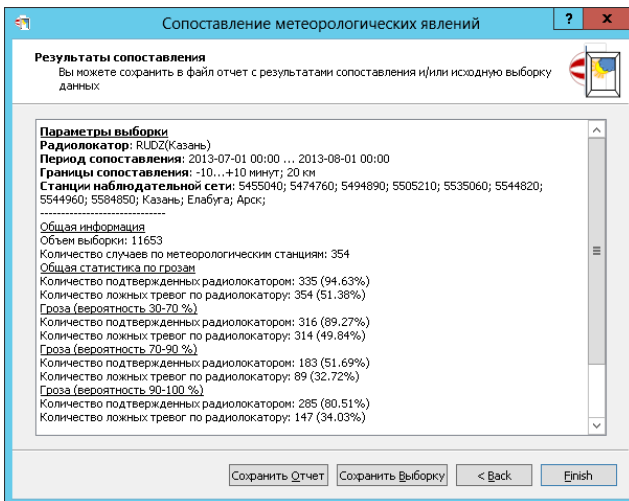 Сопоставление метеорологических явлений
?
x
Результаты сопоставления
Вы можете сохранить в файл отчет с результатами сопоставления и/или исходную выборку
данных
Параметры выборки
Радиолокатор: RUDZ(Казань)
Период сопоставления: 2013-07-01 00:00 ... 2013-08-01 00:00
Границы сопоставления: -10...+10 минут; 20 км
Станции наблюдательной сети: 5455040; 5474760; 5494890; 5505210; 5535060; 5544820;
5544960; 5584850; Казань; Елабуга; Арск;
------------------------------
Общая информация
Объем выборки: 11653
Количество случаев по метеорологическим станциям: 354
Общая статистика по грозам
Количество подтвержденных радиолокатором: 335 (94.63%)
Количество ложных тревог по радиолокатору: 354 (51.38%)
Гроза (вероятность 30-70 %)
Количество подтвержденных радиолокатором: 316 (89.27%)
Количество ложных тревог по радиолокатору: 314 (49.84%)
Гроза (вероятность 70-90 %)
Количество подтвержденных радиолокатором: 183 (51.69%)
Количество ложных тревог по радиолокатору: 89 (32.72%)
Гроза (вероятность 90-100 %)
Количество подтвержденных радиолокатором: 285 (80.51%)
Количество ложных тревог по радиолокатору: 147 (34.03%)
Сохранить Отчет
Сохранить Выборку
< Back
Finish